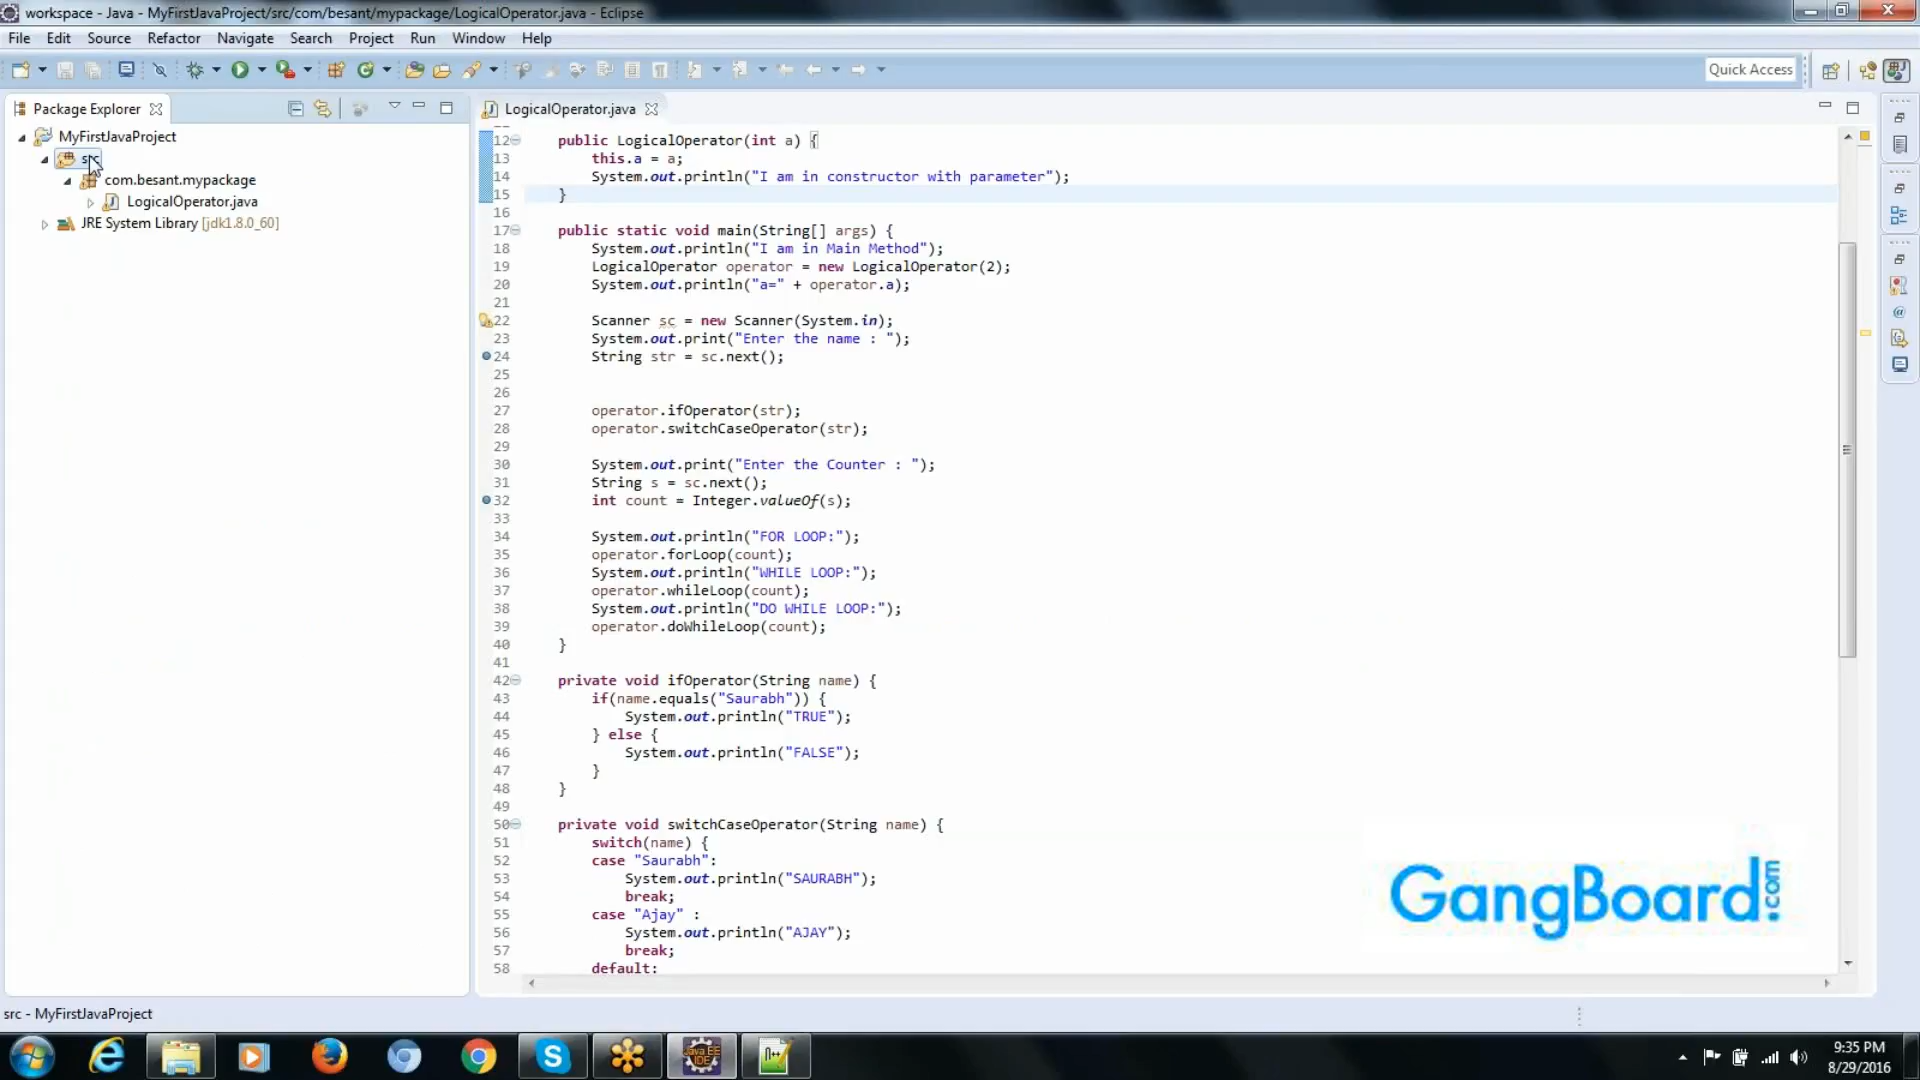 workspace - Java - MyFirstJavaProject/src/com/besant/mypackage/LogicalOperator.java - Eclipse
File Edit Source Refactor Navigate Search Project Run Window Help
Quick Access
Package Explorer
LogicalOperator.java
MyFirstJavaProject
src
com.besant.mypackage
LogicalOperator.java
JRE System Library [jdk1.8.0_60]
12 public LogicalOperator(int a) {
13 this.a = a;
14 System.out.println("I am in constructor with parameter");
15 }
16
17 public static void main(String[] args) {
18 System.out.println("I am in Main Method");
19 LogicalOperator operator = new LogicalOperator(2);
20 System.out.println("a=" + operator.a);
21
22 Scanner sc = new Scanner(System.in);
23 System.out.print("Enter the name : ");
24 String str = sc.next();
25
26
27 operator.ifOperator(str);
28 operator.switchCaseOperator(str);
29
30 System.out.print("Enter the Counter : ");
31 String s = sc.next();
32 int count = Integer.valueOf(s);
33
34 System.out.println("FOR LOOP:");
35 operator.forLoop(count);
36 System.out.println("WHILE LOOP:");
37 operator.whileLoop(count);
38 System.out.println("DO WHILE LOOP:");
39 operator.doWhileLoop(count);
40 }
41
42 private void ifOperator(String name) {
43 if(name.equals("Saurabh")) {
44 System.out.println("TRUE");
45 } else {
46 System.out.println("FALSE");
47 }
48 }
49
50 private void switchCaseOperator(String name) {
51 switch(name) {
52 case "Saurabh":
53 System.out.println("SAURABH");
54 break;
55 case "Ajay" :
56 System.out.println("AJAY");
57 break;
58 default:
GangBoard.com
src - MyFirstJavaProject
Java EE
IDE
n++
9:35 PM
8/29/2016